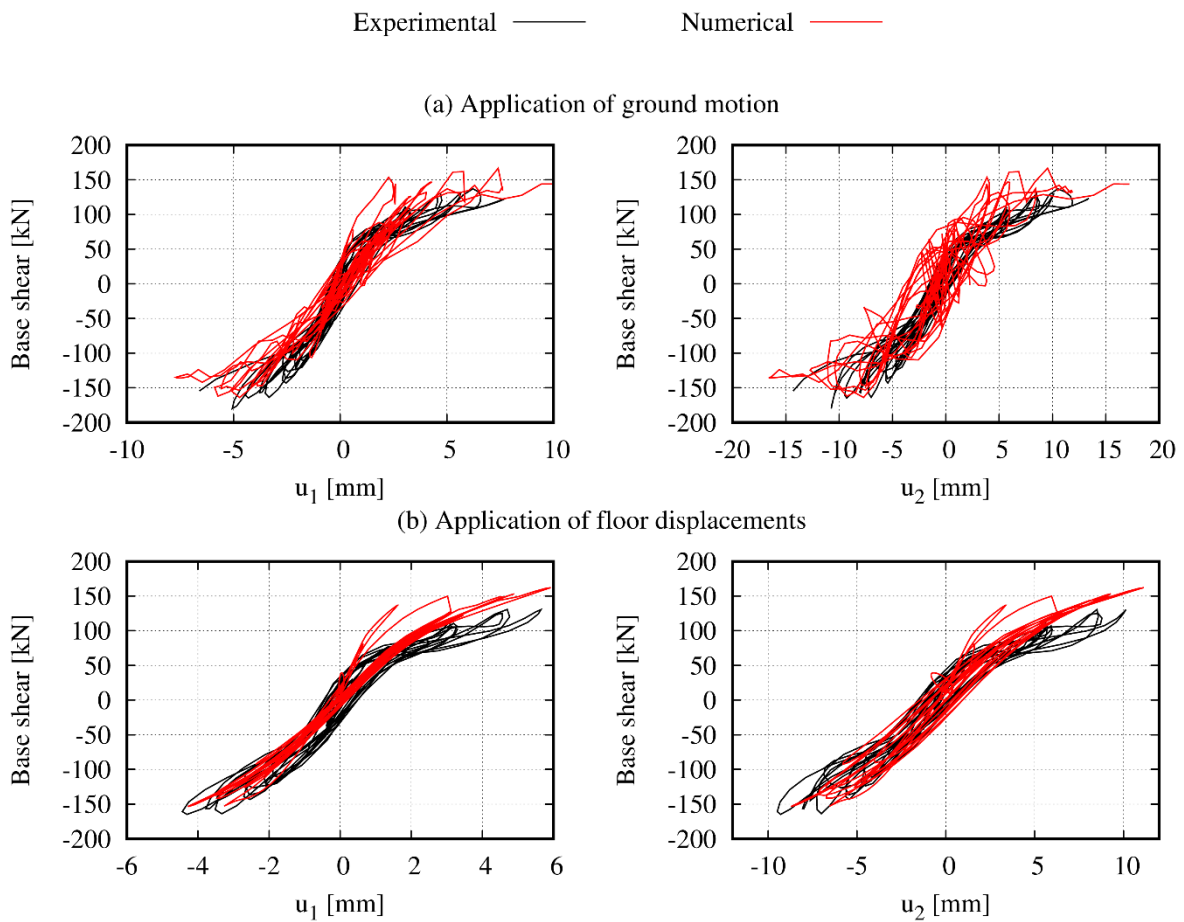 Experimental Numerical
(a) Application of ground motion
200 150 100 50 0 -50 -100 -150 -200
Base shear [kN]
-10 -5 0 5 10
u_1 [mm]
200 150 100 50 0 -50 -100 -150 -200
Base shear [kN]
-20 -15 -10 -5 0 5 10 15 20
u_2 [mm]
(b) Application of floor displacements
200 150 100 50 0 -50 -100 -150 -200
Base shear [kN]
-6 -4 -2 0 2 4 6
u_1 [mm]
200 150 100 50 0 -50 -100 -150 -200
Base shear [kN]
-10 -5 0 5 10
u_2 [mm]